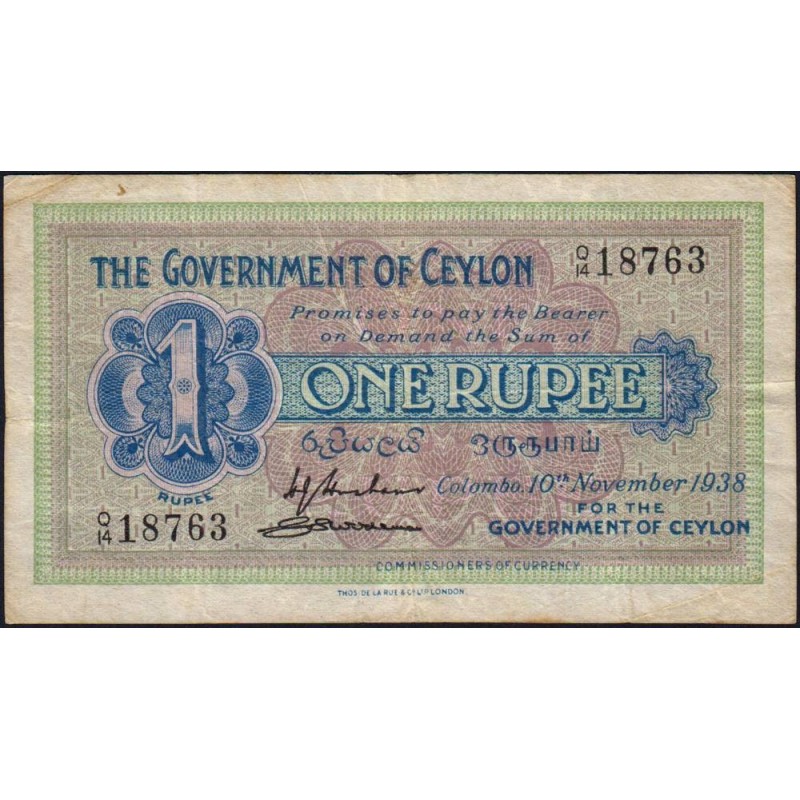 THE GOVERNMENT OF CEYLON
Q/14 18763
Promises to pay the Bearer
on Demand the Sum of
1
ONE RUPEE
රුපියලයි ஒருரூபாய்
RUPEE
Colombo. 10th November 1938
Q/14 18763
FOR THE
GOVERNMENT OF CEYLON
COMMISSIONERS OF CURRENCY
THOS. DE LA RUE & CO. LTD. LONDON.